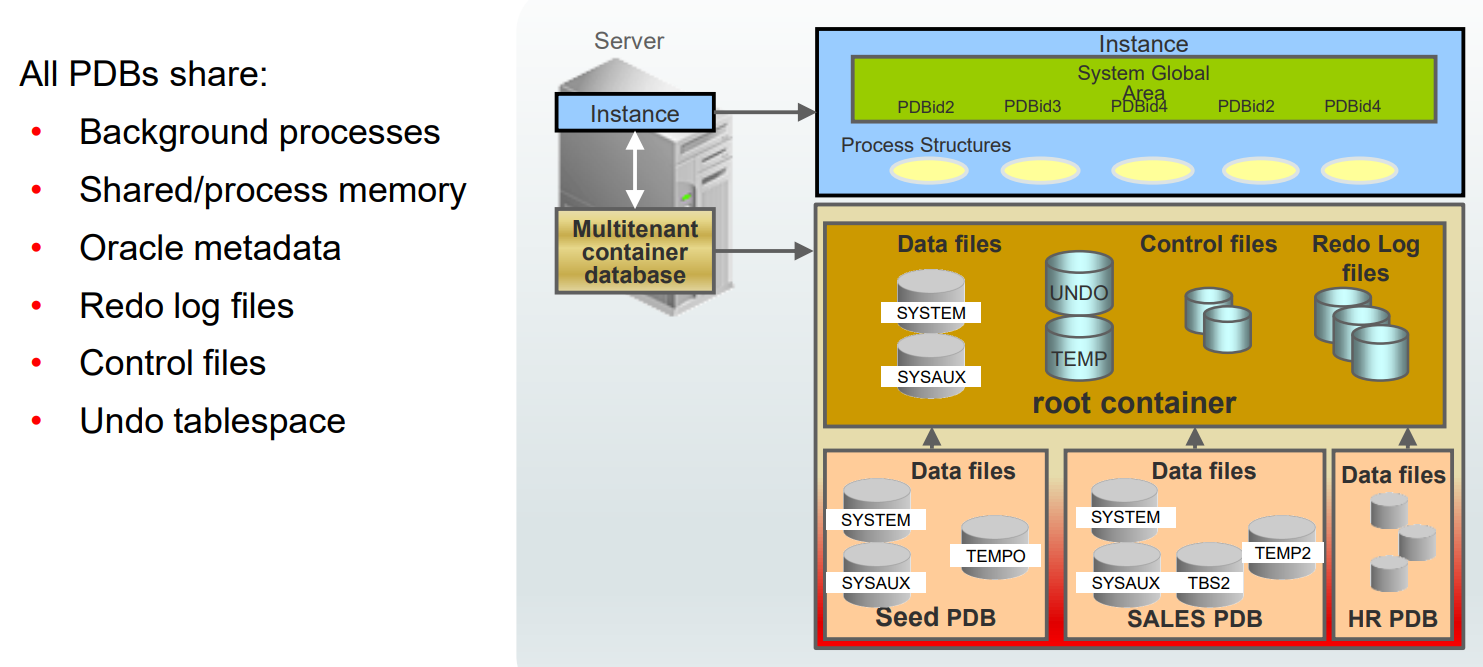 All PDBs share:
• Background processes
• Shared/process memory
• Oracle metadata
• Redo log files
• Control files
• Undo tablespace
Server
Instance
Multitenant
container
database
Instance
System Global
Area
PDBid2 PDBid3 PDBid4 PDBid2 PDBid4
Process Structures
Data files
SYSTEM
SYSAUX
UNDO
TEMP
Control files
Redo Log
files
root container
Data files
SYSTEM
SYSAUX
TEMPO
Seed PDB
Data files
SYSTEM
SYSAUX
TBS2
TEMP2
SALES PDB
Data files
HR PDB